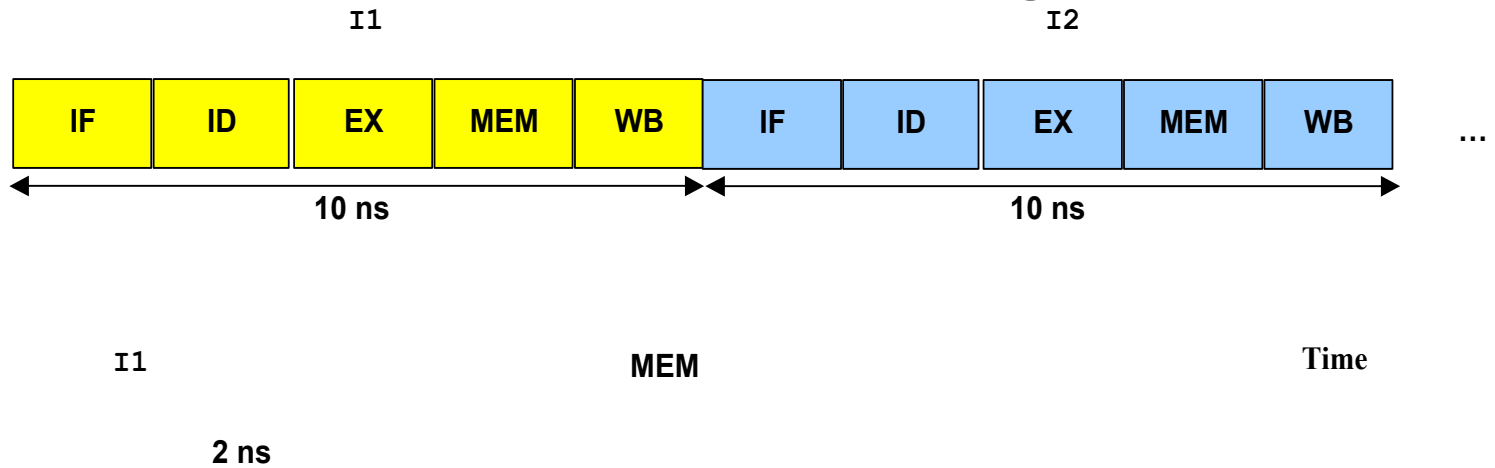 I1 I2
IF ID EX MEM WB IF ID EX MEM WB ...
10 ns 10 ns
I1 MEM Time
2 ns